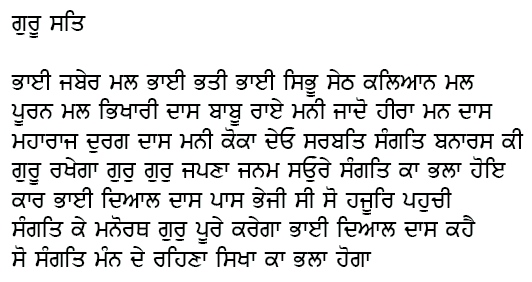 ਗੁਰੂ ਸਤਿ
ਭਾਈ ਜਬੇਰ ਮਲ ਭਾਈ ਭਤੀ ਭਾਈ ਸਿਭੂ ਸੇਠ ਕਲਿਆਨ ਮਲ
ਪੂਰਨ ਮਲ ਭਿਖਾਰੀ ਦਾਸ ਬਾਬੂ ਰਾਏ ਮਨੀ ਜਾਦੋ ਹੀਰਾ ਮਨ ਦਾਸ
ਮਹਾਰਾਜ ਦੁਰਗ ਦਾਸ ਮਨੀ ਕੋਕਾ ਦੇਓ ਸਰਬਤਿ ਸੰਗਤਿ ਬਨਾਰਸ ਕੀ
ਗੁਰੂ ਰਖੇਗਾ ਗੁਰੁ ਗੁਰੁ ਜਪਣਾ ਜਨਮ ਸਓੁਰੇ ਸੰਗਤਿ ਕਾ ਭਲਾ ਹੋਇ
ਕਾਰ ਭਾਈ ਦਿਆਲ ਦਾਸ ਪਾਸ ਭੇਜੀ ਸੀ ਸੋ ਹਜੂਰਿ ਪਹੁਚੀ
ਸੰਗਤਿ ਕੇ ਮਨੋਰਥ ਗੁਰੁ ਪੂਰੇ ਕਰੇਗਾ ਭਾਈ ਦਿਆਲ ਦਾਸ ਕਹੈ
ਸੋ ਸੰਗਤਿ ਮੰਨ ਦੇ ਰਹਿਣਾ ਸਿਖਾ ਕਾ ਭਲਾ ਹੋਗਾ